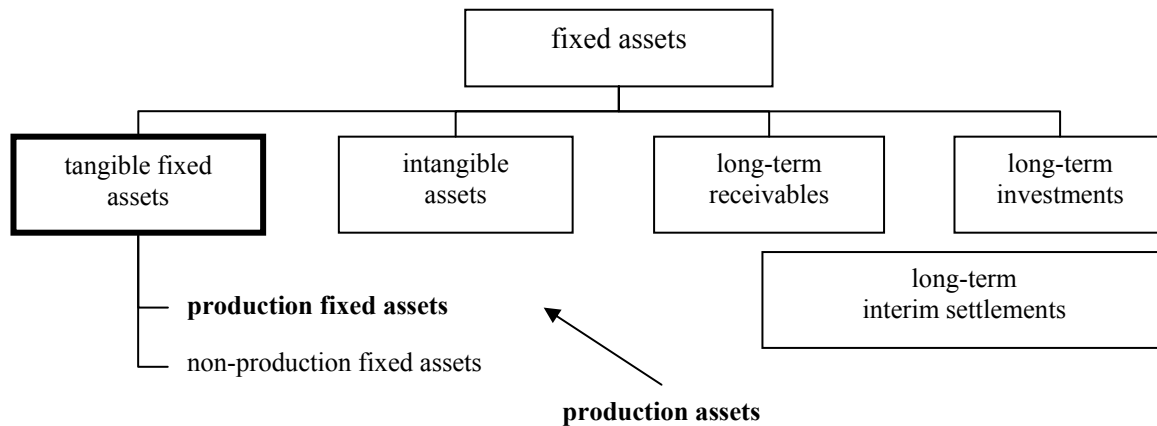 fixed assets
tangible fixed
assets
intangible
assets
long-term
receivables
long-term
investments
long-term
interim settlements
production fixed assets
non-production fixed assets
production assets